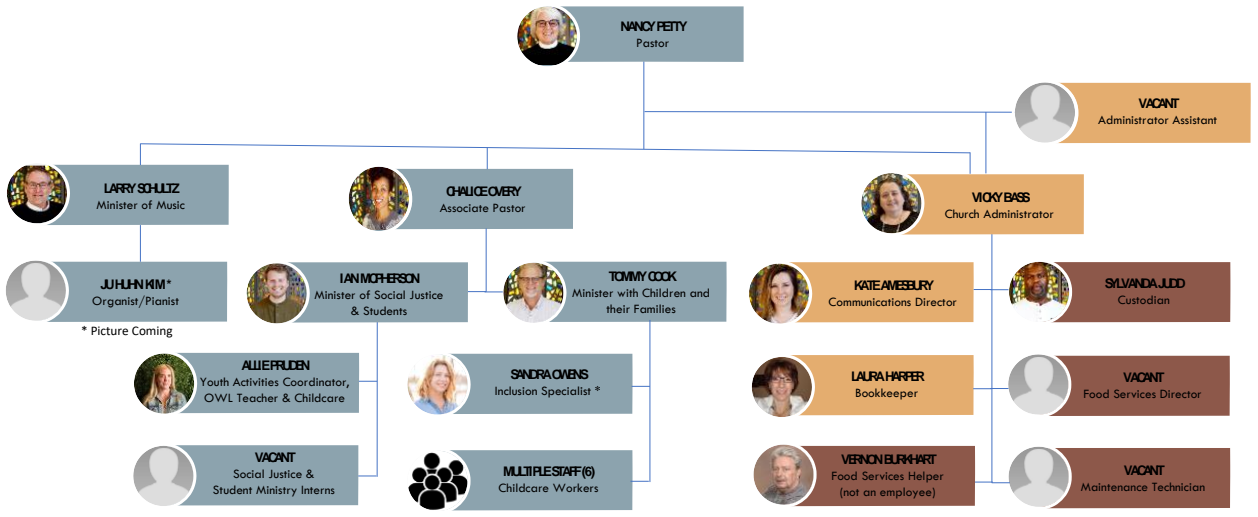 NANCY PETTY
Pastor
VACANT
Administrator Assistant
LARRY SCHULTZ
Minister of Music
CHALICE OVERY
Associate Pastor
VICKY BASS
Church Administrator
JU HUHN KIM *
Organist/Pianist
* Picture Coming
IAN MCPHERSON
Minister of Social Justice
& Students
TOMMY COOK
Minister with Children and
their Families
KATE AMESBURY
Communications Director
SYLVANDA JUDD
Custodian
ALLIE PRUDEN
Youth Activities Coordinator,
OWL Teacher & Childcare
SANDRA OWENS
Inclusion Specialist *
LAURA HARPER
Bookkeeper
VACANT
Food Services Director
VACANT
Social Justice &
Student Ministry Interns
MULTIPLE STAFF (6)
Childcare Workers
VERNON BURKHART
Food Services Helper
(not an employee)
VACANT
Maintenance Technician